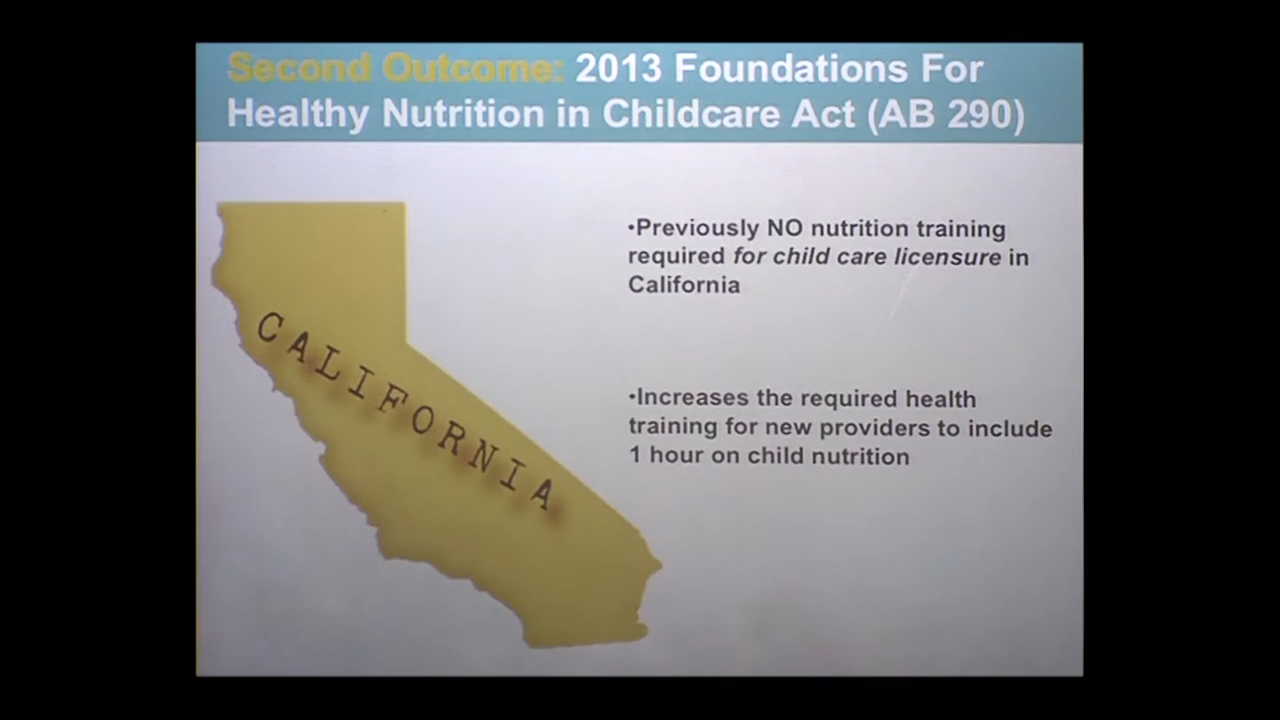 Second Outcome: 2013 Foundations For
Healthy Nutrition in Childcare Act (AB 290)
•Previously NO nutrition training
required for child care licensure in
California
•Increases the required health
training for new providers to include
1 hour on child nutrition
CALIFORNIA